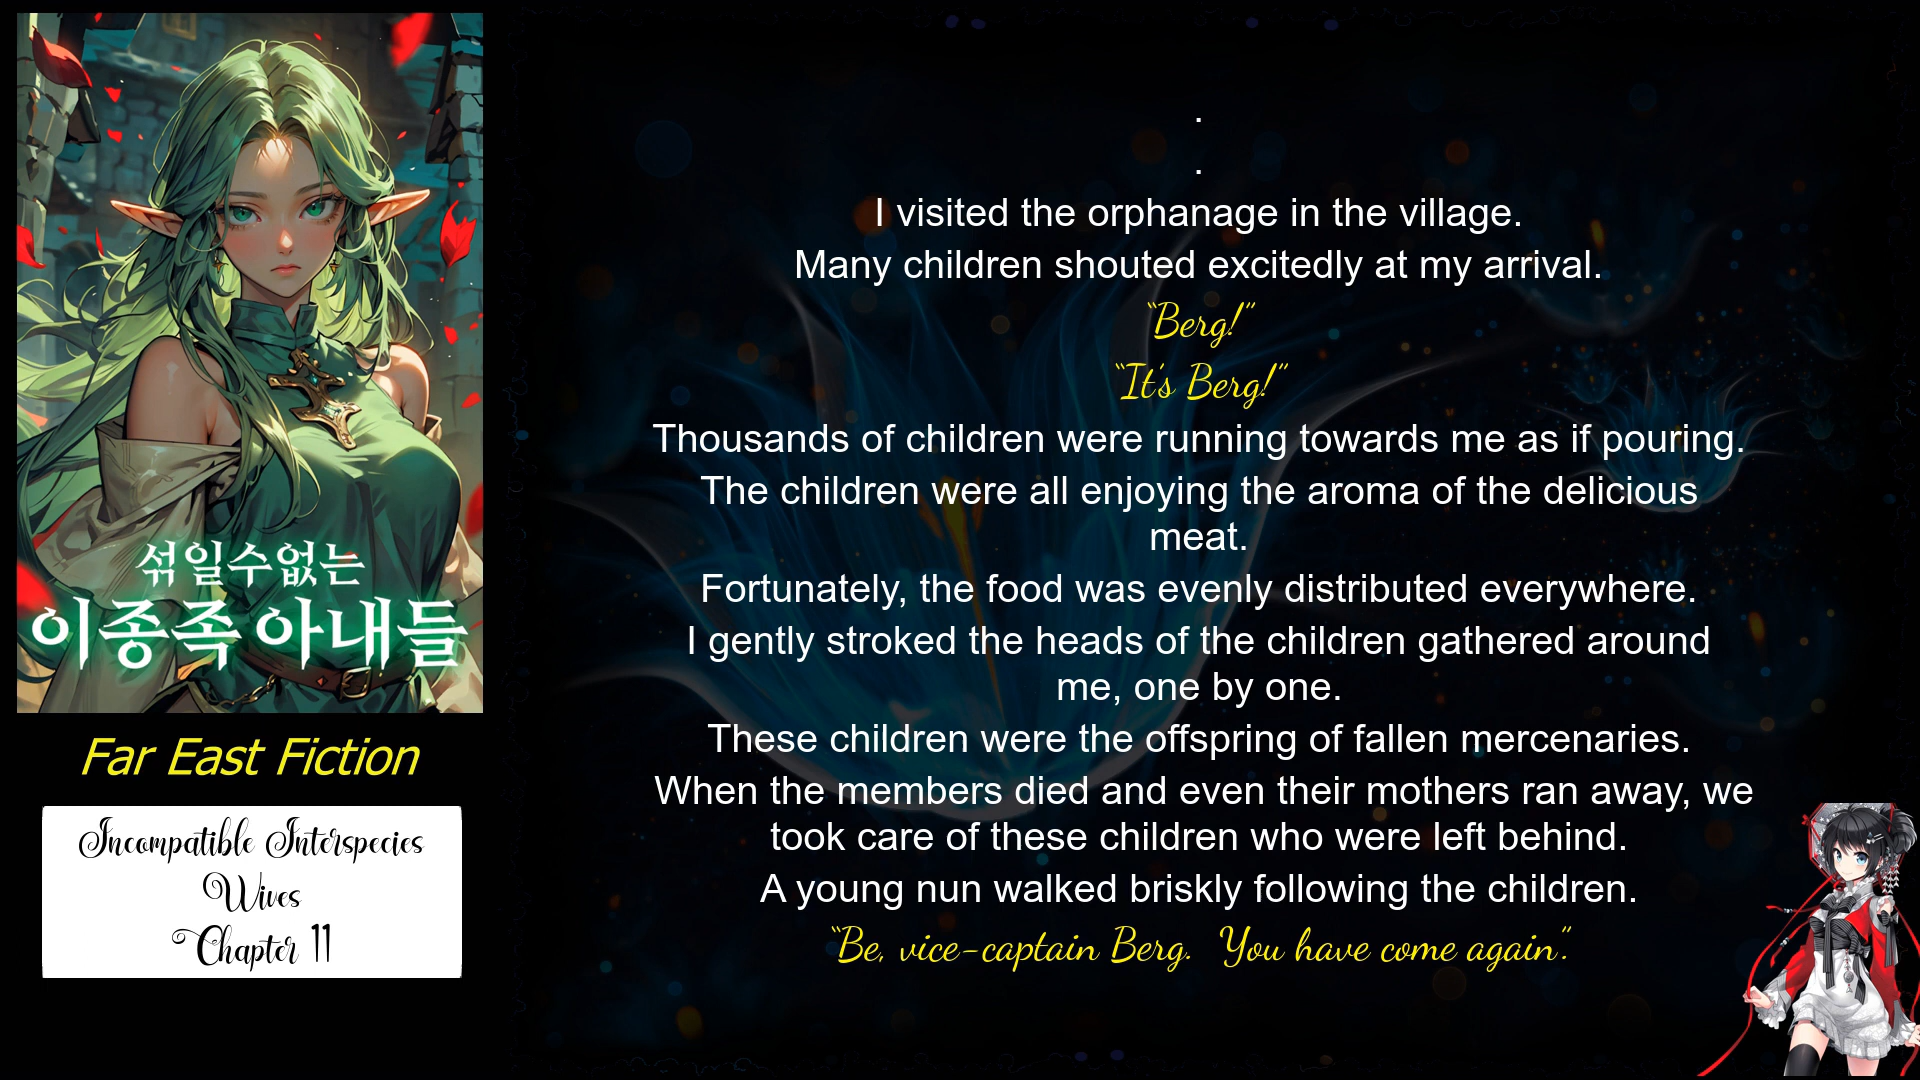 섞일 수 없는
이종족 아내들
Far East Fiction
Incompatible Interspecies
Wives
Chapter 11
.
.
I visited the orphanage in the village.
Many children shouted excitedly at my arrival.
“Berg!”
“It's Berg!”
Thousands of children were running towards me as if pouring.
The children were all enjoying the aroma of the delicious
meat.
Fortunately, the food was evenly distributed everywhere.
I gently stroked the heads of the children gathered around
me, one by one.
These children were the offspring of fallen mercenaries.
When the members died and even their mothers ran away, we
took care of these children who were left behind.
A young nun walked briskly following the children.
“Be, vice-captain Berg. You have come again.”